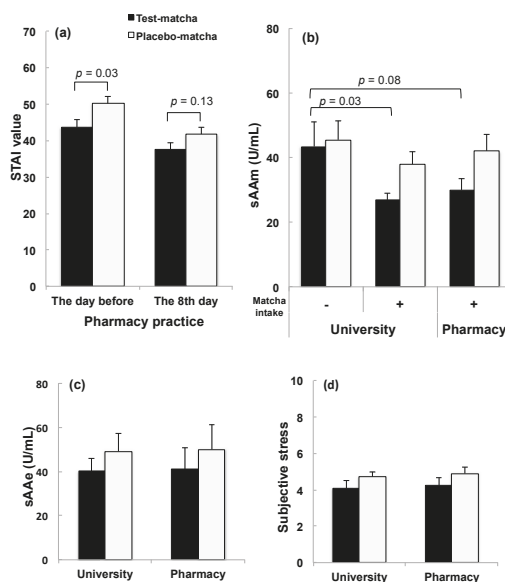 Test-matcha
Placebo-matcha
(a)
p = 0.03
p = 0.13
STAI value
70
60
50
40
30
20
10
0
The day before
The 8th day
Pharmacy practice
(b)
p = 0.08
p = 0.03
sAAm (U/mL)
80
60
40
20
0
Matcha
intake
- + +
University Pharmacy
(c)
sAAe (U/mL)
80
60
40
20
0
University Pharmacy
(d)
Subjective stress
10
8
6
4
2
0
University Pharmacy